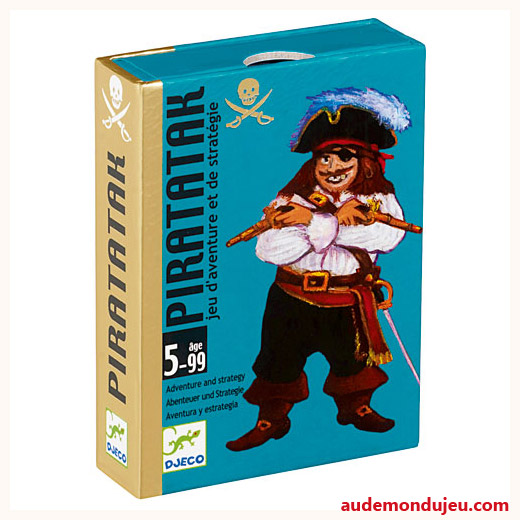 PIRATATAK
DJECO
PIRATATAK
jeu d'aventure et de stratégie
âge
5-99
Adventure and strategy
Abenteuer und Strategie
Aventura y estrategia
DJECO
audemondujeu.com